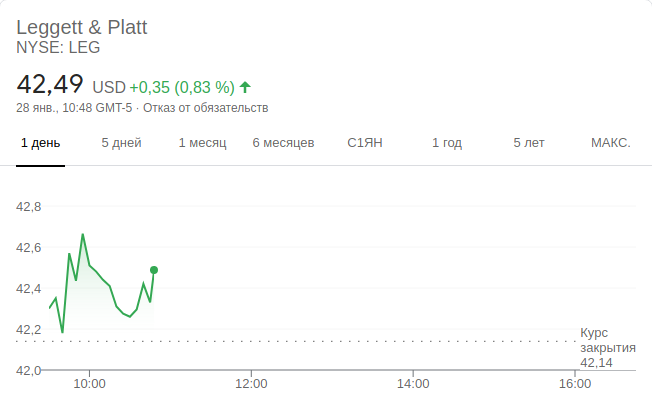 Leggett & Platt
NYSE: LEG
42,49 USD +0,35 (0,83 %)
28 янв., 10:48 GMT-5 · Отказ от обязательств
1 день 5 дней 1 месяц 6 месяцев С1ЯН 1 год 5 лет МАКС.
42,8
42,6
42,4
42,2
Курс
закрытия
42,14
42,0
10:00 12:00 14:00 16:00